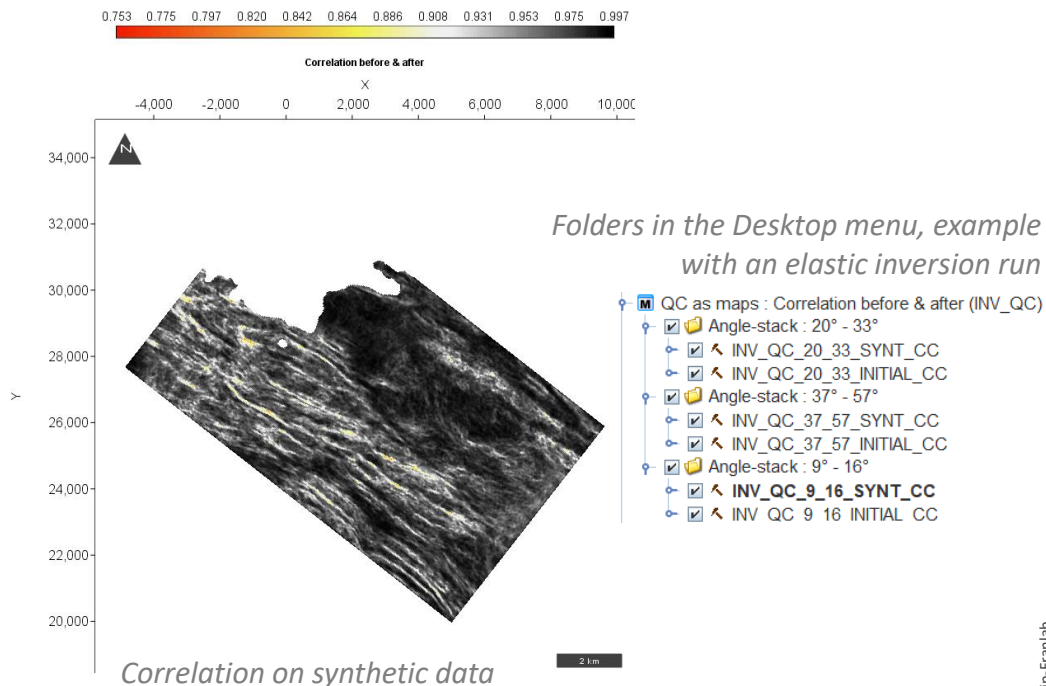 0.753 0.775 0.797 0.820 0.842 0.864 0.886 0.908 0.931 0.953 0.975 0.997
Correlation before & after
X
-4,000 -2,000 0 2,000 4,000 6,000 8,000 10,000
N
34,000
32,000
30,000
28,000
26,000
24,000
22,000
20,000
Y
2 km
Correlation on synthetic data
Folders in the Desktop menu, example
with an elastic inversion run
M QC as maps : Correlation before & after (INV_QC)
Angle-stack : 20° - 33°
INV_QC_20_33_SYNT_CC
INV_QC_20_33_INITIAL_CC
Angle-stack : 37° - 57°
INV_QC_37_57_SYNT_CC
INV_QC_37_57_INITIAL_CC
Angle-stack : 9° - 16°
INV_QC_9_16_SYNT_CC
INV_QC_9_16_INITIAL_CC